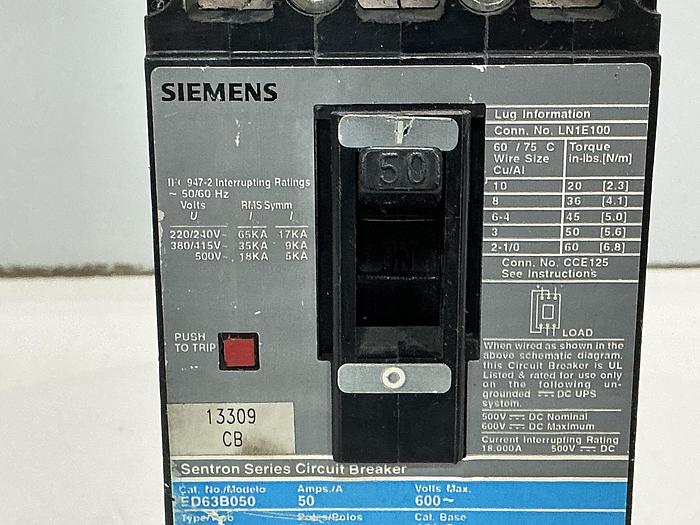 SIEMENS
IEC 947-2 Interrupting Ratings
~ 50/60 Hz
Volts RMS Symm
220/240V~ 65KA 17KA
380/415V~ 35KA 9KA
500V~ 18KA 5KA
PUSH
TO TRIP
13309
CB
I
50
ON
O
Lug Information
Conn. No. LN1E100
60 / 75 C Torque
Wire Size in-lbs.[N/m]
Cu/Al
10 20 [2.3]
8 36 [4.1]
6-4 45 [5.0]
3 50 [5.6]
2-1/0 60 [6.8]
Conn. No. CCE125
See Instructions
LOAD
When wired as shown in the
above schematic diagram,
this Circuit Breaker is UL
Listed & rated for use only
on the following un-
grounded DC UPS
system.
500V DC Nominal
600V DC Maximum
Current Interrupting Rating
18,000A 500V DC
Sentron Series Circuit Breaker
Cat. No./Modelo Amps./A Volts Max.
ED63B050 50 600~
Type/Tipo Poles/Polos Cat. Base